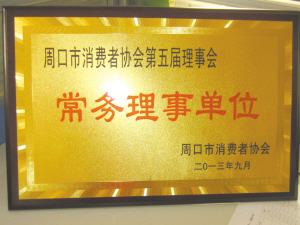 周口市消费者协会第五届理事会
常务理事单位
周口市消费者协会
二〇一三年九月